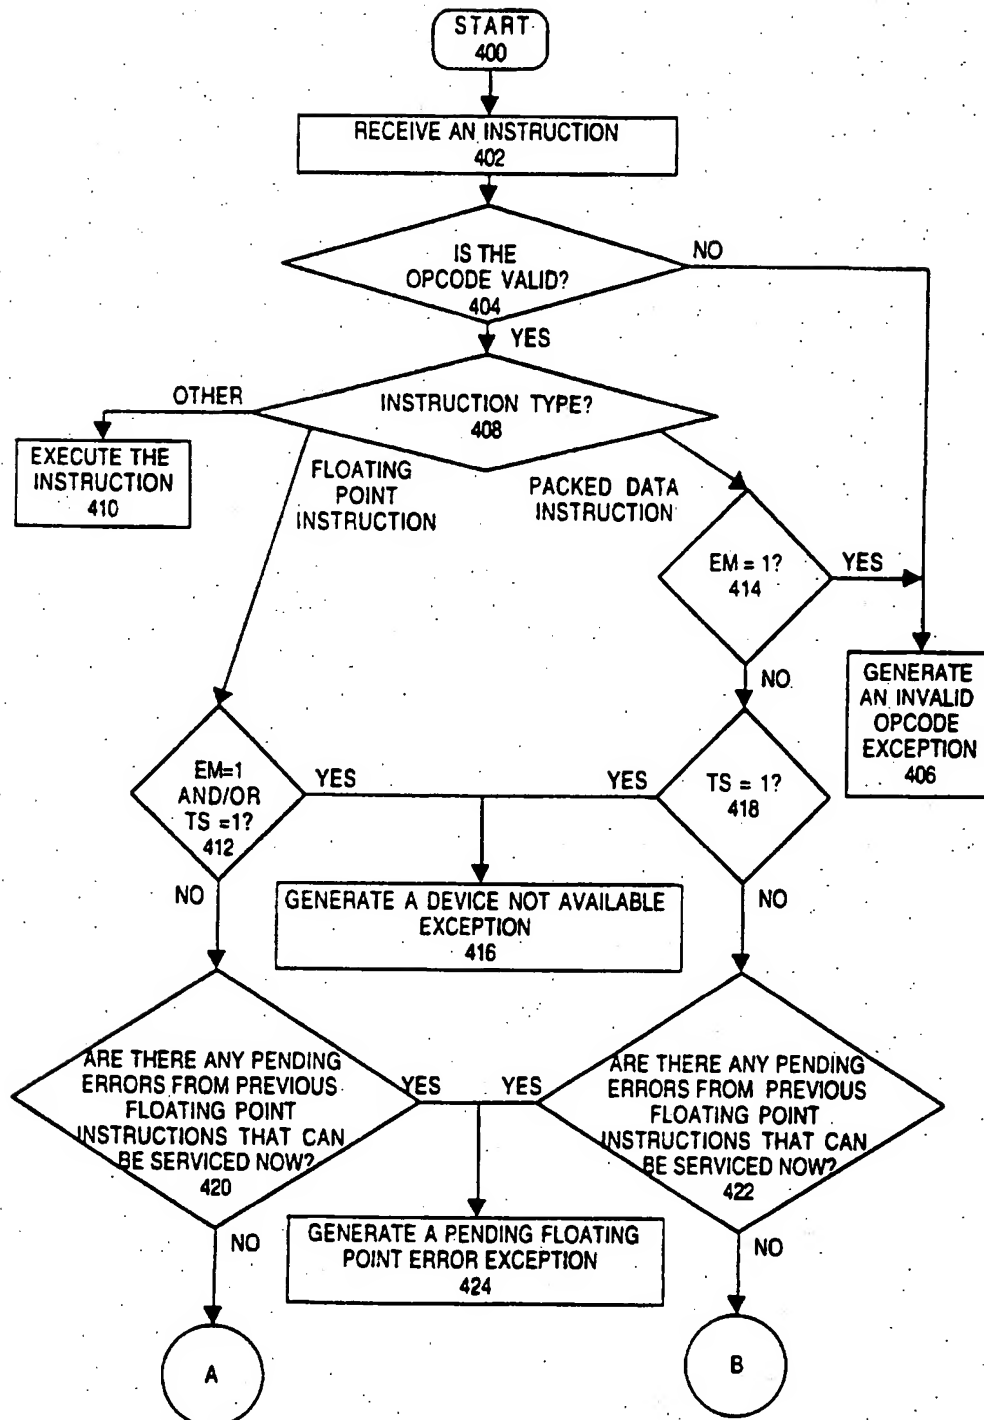 START
400
RECEIVE AN INSTRUCTION
402
IS THE
OPCODE VALID?
404
NO
YES
INSTRUCTION TYPE?
408
OTHER
EXECUTE THE
INSTRUCTION
410
FLOATING
POINT
INSTRUCTION
PACKED DATA
INSTRUCTION
EM = 1?
414
YES
NO
GENERATE
AN INVALID
OPCODE
EXCEPTION
406
EM=1
AND/OR
TS =1?
412
YES
YES
TS = 1?
418
NO
GENERATE A DEVICE NOT AVAILABLE
EXCEPTION
416
NO
ARE THERE ANY PENDING
ERRORS FROM PREVIOUS
FLOATING POINT
INSTRUCTIONS THAT CAN
BE SERVICED NOW?
420
YES
YES
ARE THERE ANY PENDING
ERRORS FROM PREVIOUS
FLOATING POINT
INSTRUCTIONS THAT CAN
BE SERVICED NOW?
422
NO
GENERATE A PENDING FLOATING
POINT ERROR EXCEPTION
424
NO
A
B